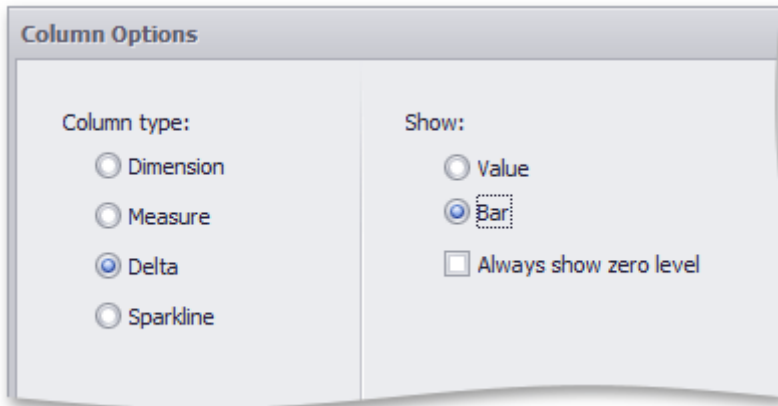 Column Options
Column type:
Dimension
Measure
Delta
Sparkline
Show:
Value
Bar
Always show zero level